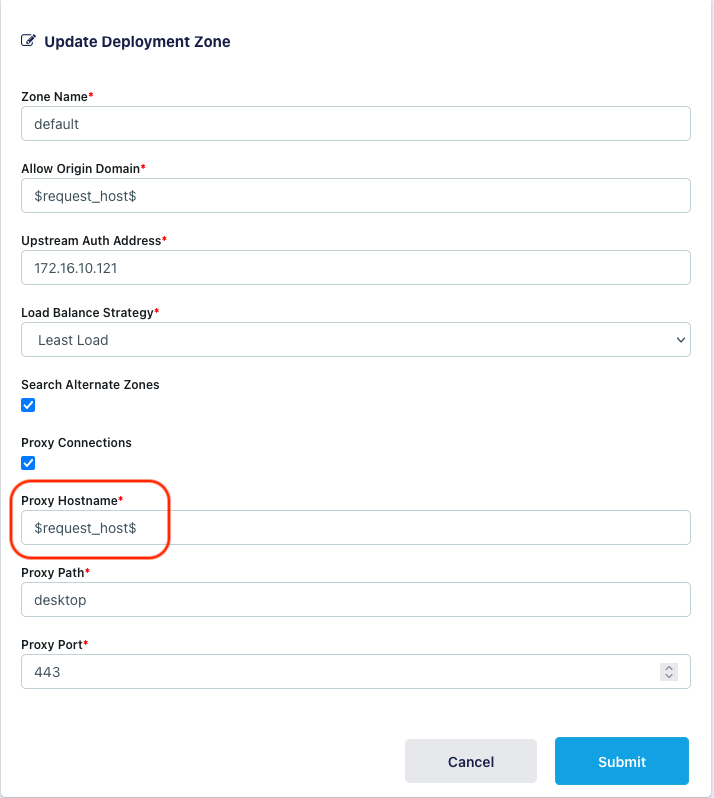 Update Deployment Zone
Zone Name*
default
Allow Origin Domain*
$request_host$
Upstream Auth Address*
172.16.10.121
Load Balance Strategy*
Least Load
Search Alternate Zones
Proxy Connections
Proxy Hostname*
$request_host$
Proxy Path*
desktop
Proxy Port*
443
Cancel Submit